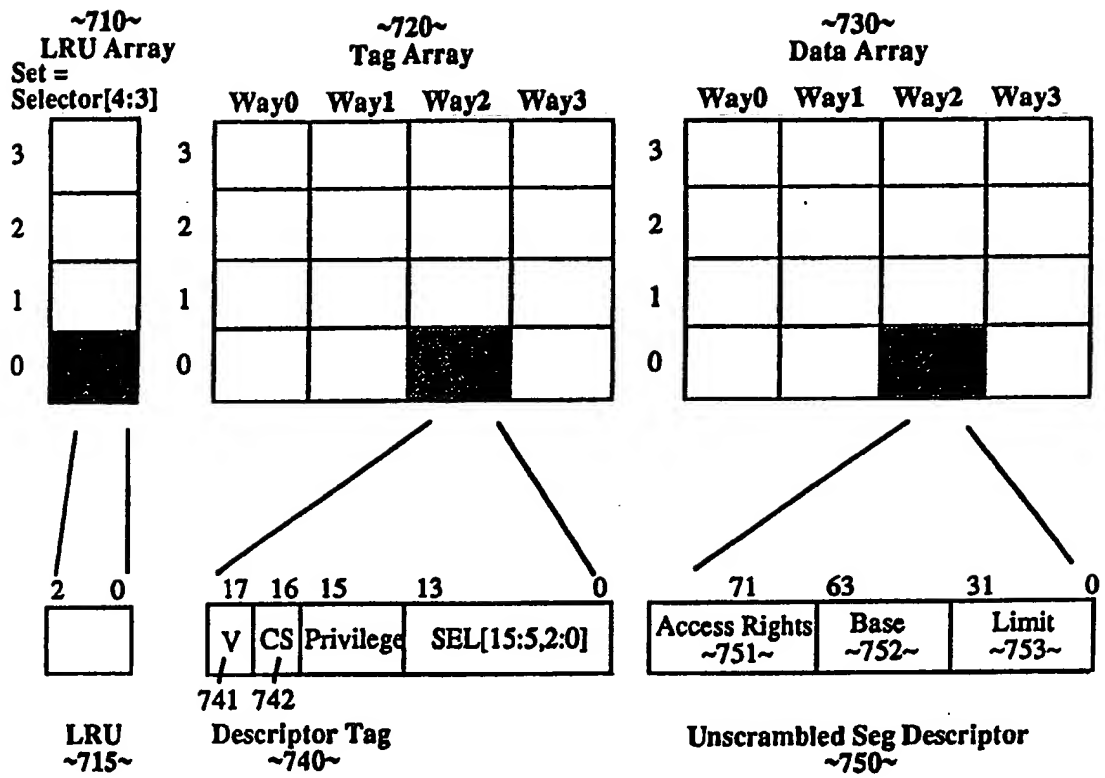 ~710~
LRU Array
Set =
Selector[4:3]
~720~
Tag Array
~730~
Data Array
Way0 Way1 Way2 Way3
Way0 Way1 Way2 Way3
3 3 3
2 2 2
1 1 1
0 0 0
2 0
17 16 15 13 0
71 63 31 0
V CS Privilege SEL[15:5,2:0]
Access Rights
~751~
Base
~752~
Limit
~753~
741 742
LRU
~715~
Descriptor Tag
~740~
Unscrambled Seg Descriptor
~750~